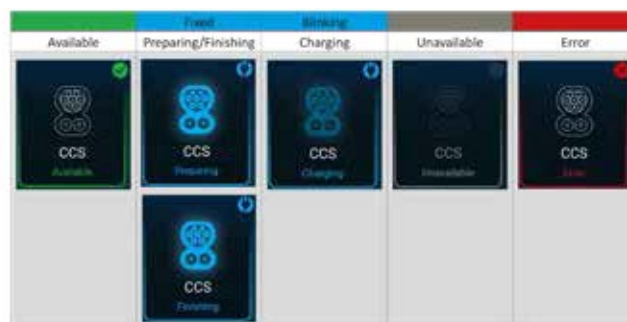 Fixed Blinking
Available Preparing/Finishing Charging Unavailable Error
CCS CCS CCS CCS CCS
Available Preparing Charging Unavailable Error
CCS
Finishing